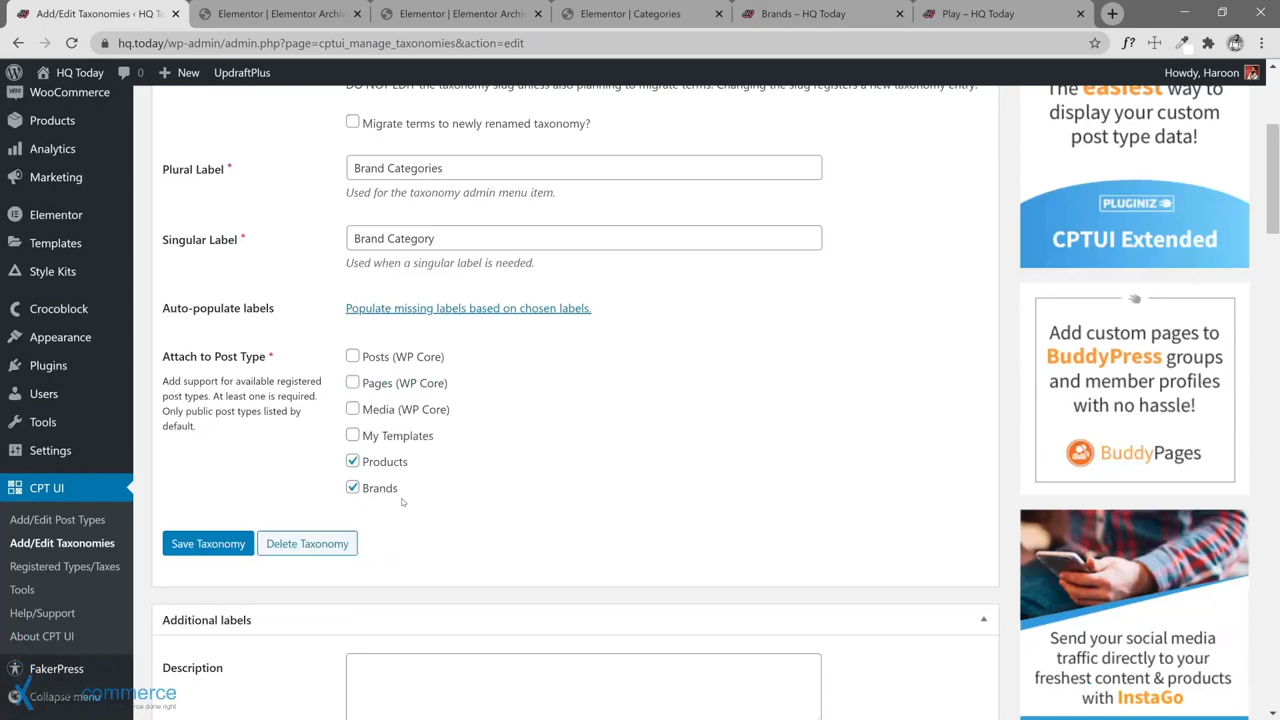 Add/Edit Taxonomies ‹ HQ To
Elementor | Elementor Archiv
Elementor | Elementor Archiv
Elementor | Categories
Brands – HQ Today
Play – HQ Today
hq.today/wp-admin/admin.php?page=cptui_manage_taxonomies&action=edit
HQ Today
0
New
UpdraftPlus
Howdy, Haroon
WooCommerce
Products
Analytics
Marketing
Elementor
Templates
Style Kits
Crocoblock
Appearance
Plugins
Users
Tools
Settings
CPT UI
Add/Edit Post Types
Add/Edit Taxonomies
Registered Types/Taxes
Tools
Help/Support
About CPT UI
FakerPress
Collapse menu
commerce
DO NOT EDIT the taxonomy slug unless also planning to migrate terms. Changing the slug registers a new taxonomy entry.
Migrate terms to newly renamed taxonomy?
Plural Label *
Brand Categories
Used for the taxonomy admin menu item.
Singular Label *
Brand Category
Used when a singular label is needed.
Auto-populate labels
Populate missing labels based on chosen labels.
Attach to Post Type *
Add support for available registered
post types. At least one is required.
Only public post types listed by
default.
Posts (WP Core)
Pages (WP Core)
Media (WP Core)
My Templates
Products
Brands
Save Taxonomy
Delete Taxonomy
Additional labels
Description
The easiest way to
display your custom
post type data!
PLUGINIZ
CPTUI Extended
Add custom pages to
BuddyPress groups
and member profiles
with no hassle!
BuddyPages
Send your social media
traffic directly to your
freshest content & products
with InstaGo